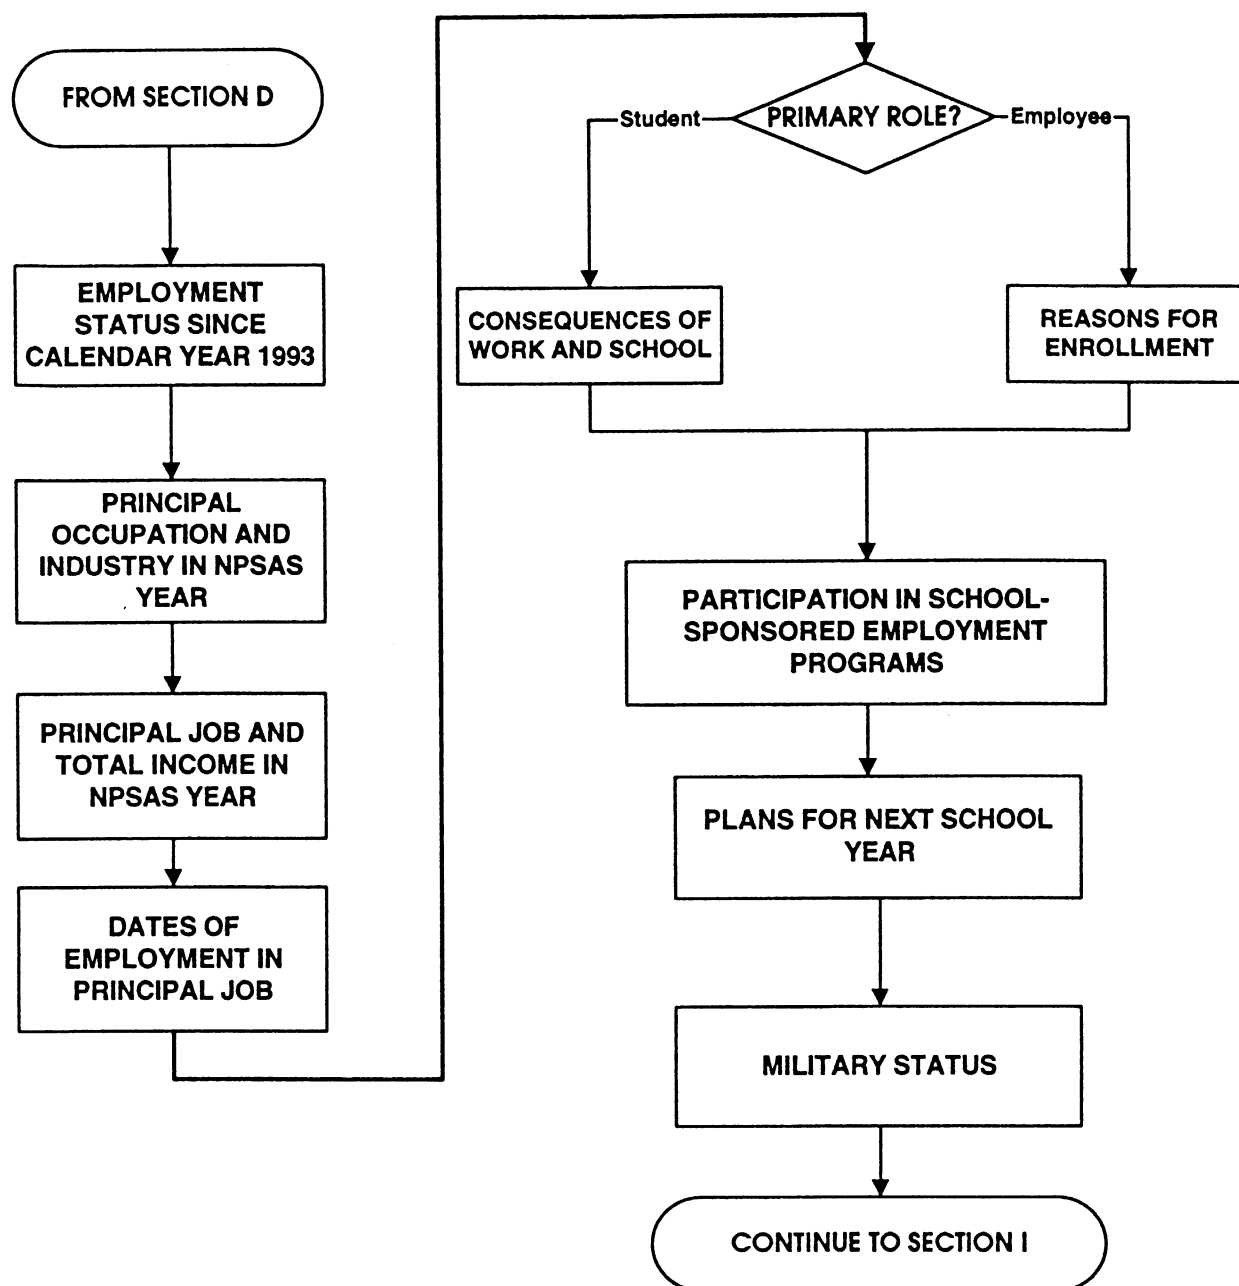 FROM SECTION D
EMPLOYMENT
STATUS SINCE
CALENDAR YEAR 1993
PRINCIPAL
OCCUPATION AND
INDUSTRY IN NPSAS
YEAR
PRINCIPAL JOB AND
TOTAL INCOME IN
NPSAS YEAR
DATES OF
EMPLOYMENT IN
PRINCIPAL JOB
PRIMARY ROLE?
Student
Employee
CONSEQUENCES OF
WORK AND SCHOOL
REASONS FOR
ENROLLMENT
PARTICIPATION IN SCHOOL-
SPONSORED EMPLOYMENT
PROGRAMS
PLANS FOR NEXT SCHOOL
YEAR
MILITARY STATUS
CONTINUE TO SECTION I